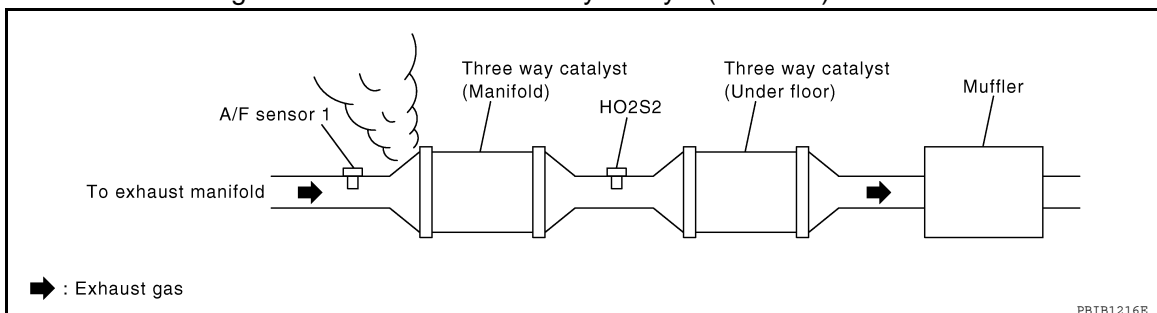 Three way catalyst
(Manifold)
Three way catalyst
(Under floor)
Muffler
HO2S2
A/F sensor 1
To exhaust manifold
: Exhaust gas
PBIB1216E